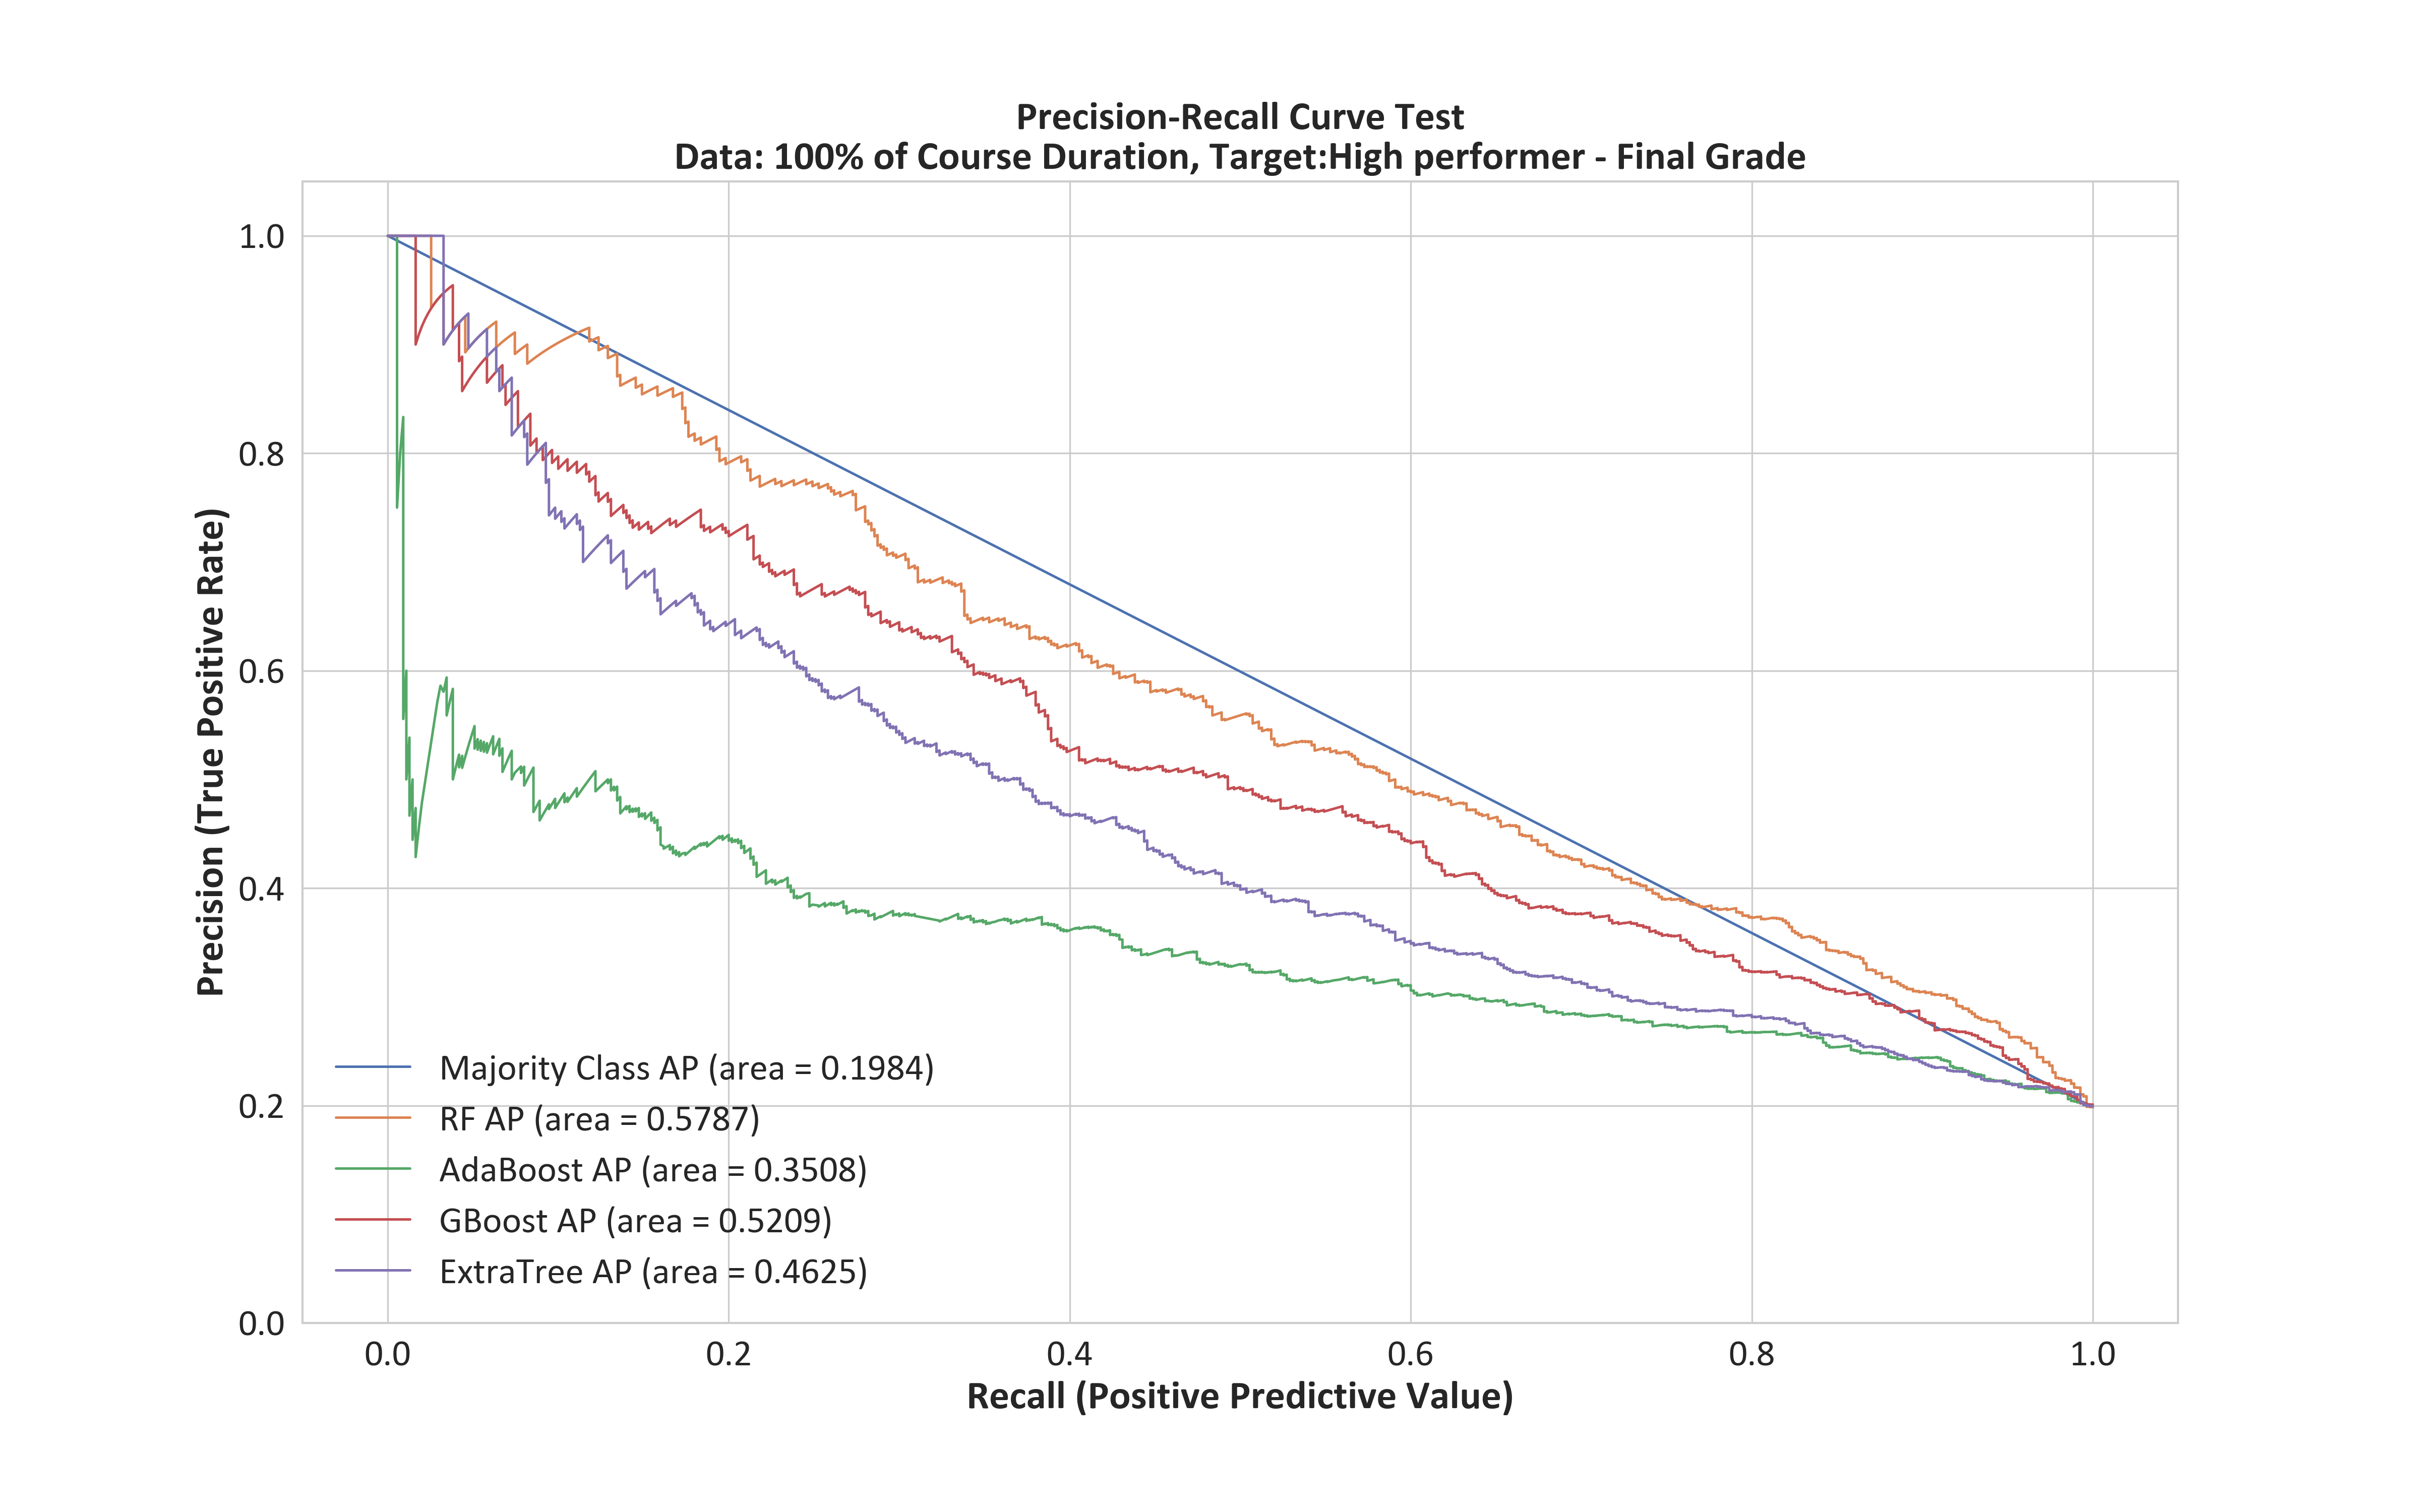 Precision-Recall Curve Test
Data: 100% of Course Duration, Target:High performer - Final Grade
Precision (True Positive Rate)
1.0
0.8
0.6
0.4
0.2
0.0
Majority Class AP (area = 0.1984)
RF AP (area = 0.5787)
AdaBoost AP (area = 0.3508)
GBoost AP (area = 0.5209)
ExtraTree AP (area = 0.4625)
0.0 0.2 0.4 0.6 0.8 1.0
Recall (Positive Predictive Value)